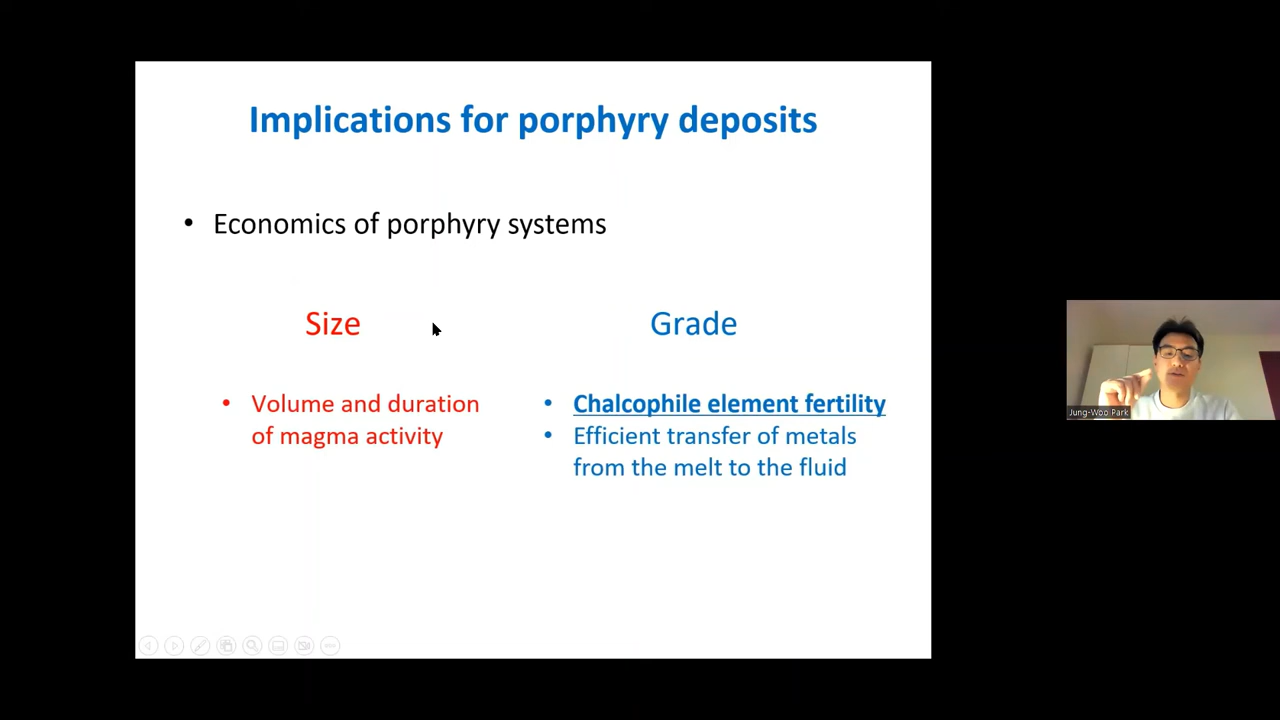 Implications for porphyry deposits
• Economics of porphyry systems
Size
• Volume and duration
of magma activity
Grade
• Chalcophile element fertility
• Efficient transfer of metals
from the melt to the fluid
Jung-Woo Park